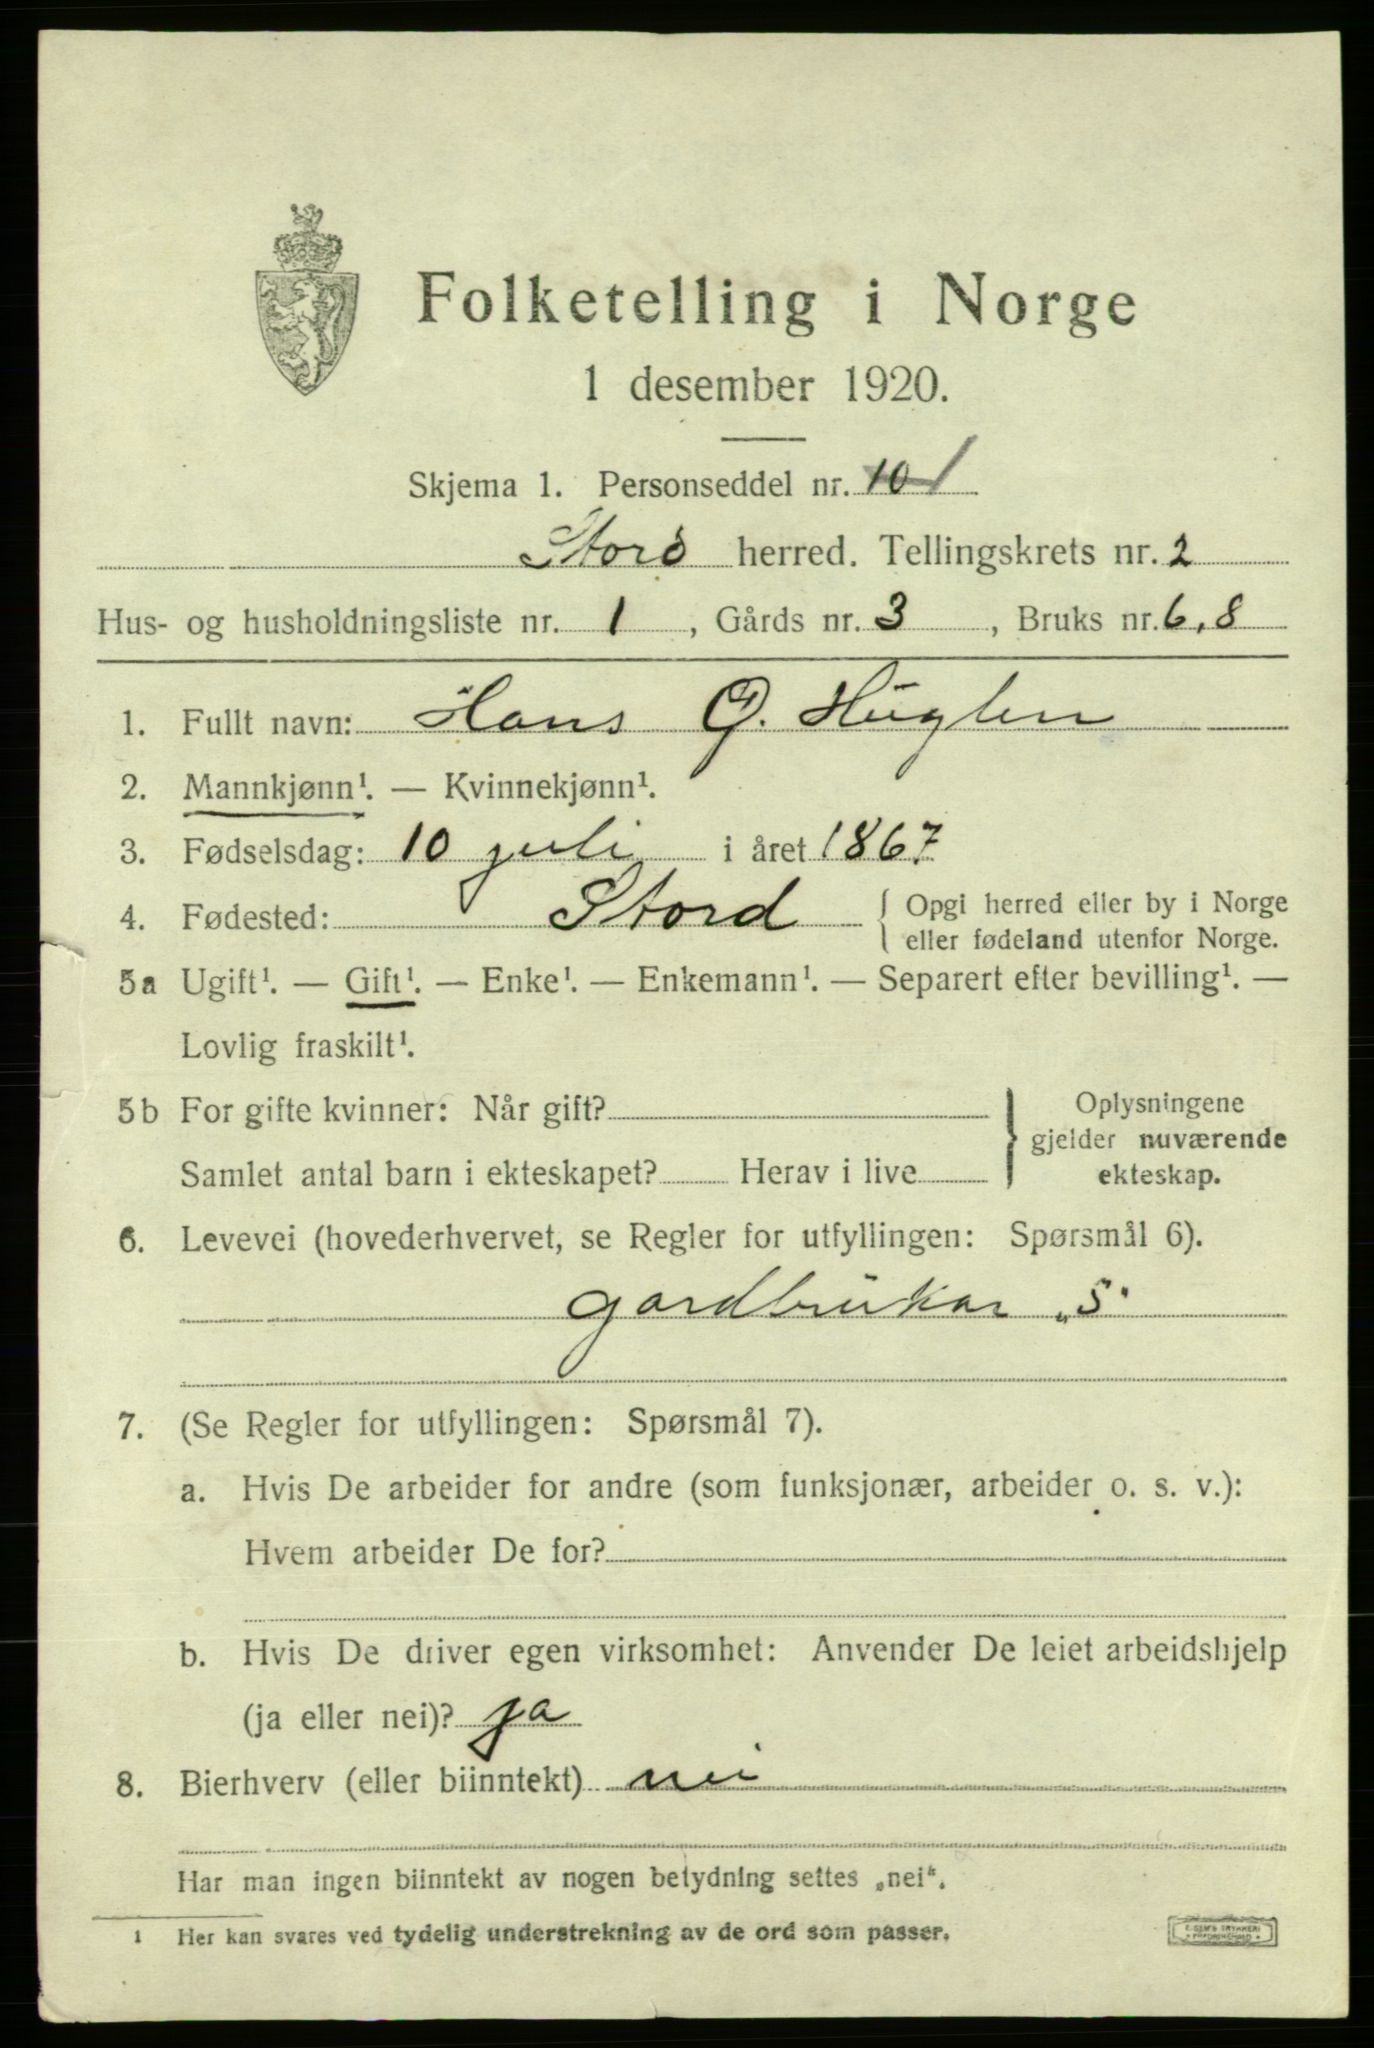 Folketelling i Norge
1 desember 1920.
Skjema 1. Personseddel nr. 10 1
Stord herred. Tellingskrets nr. 2
Hus- og husholdningsliste nr. 1, Gårds nr. 3, Bruks nr. 6, 8
1. Fullt navn: Hans G. Huglen
2. Mannkjønn¹. — Kvinnekjønn¹.
3. Fødselsdag: 10 juli i året 1867
4. Fødested: Stord { Opgi herred eller by i Norge
eller fødeland utenfor Norge.
5a Ugift¹. — Gift¹. — Enke¹. — Enkemann¹. — Separert efter bevilling¹. —
Lovlig fraskilt¹.
5b For gifte kvinner: Når gift? } Oplysningene
gjelder nuværende
Samlet antal barn i ekteskapet? Herav i live ekteskap.
6. Levevei (hovederhvervet, se Regler for utfyllingen: Spørsmål 6).
gardbrukar „S"
7. (Se Regler for utfyllingen: Spørsmål 7).
a. Hvis De arbeider for andre (som funksjonær, arbeider o. s. v.):
Hvem arbeider De for?
b. Hvis De driver egen virksomhet: Anvender De leiet arbeidshjelp
(ja eller nei)? ja
8. Bierhverv (eller biinntekt) nei
Har man ingen biinntekt av nogen betydning settes „nei".
1 Her kan svares ved tydelig understrekning av de ord som passer.